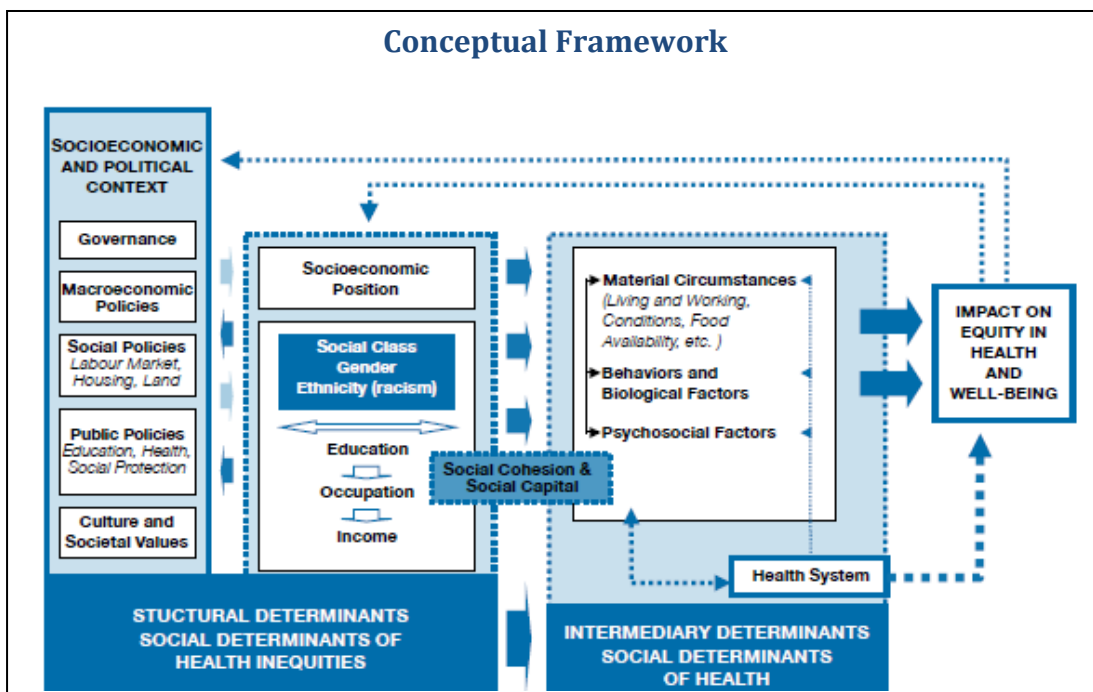 Conceptual Framework
SOCIOECONOMIC
AND POLITICAL
CONTEXT
Governance
Macroeconomic
Policies
Social Policies
Labour Market,
Housing, Land
Public Policies
Education, Health,
Social Protection
Culture and
Societal Values
Socioeconomic
Position
Social Class
Gender
Ethnicity (racism)
Education
Occupation
Income
Social Cohesion &
Social Capital
Material Circumstances
(Living and Working,
Conditions, Food
Availability, etc. )
Behaviors and
Biological Factors
Psychosocial Factors
Health System
IMPACT ON
EQUITY IN
HEALTH
AND
WELL-BEING
STUCTURAL DETERMINANTS
SOCIAL DETERMINANTS OF
HEALTH INEQUITIES
INTERMEDIARY DETERMINANTS
SOCIAL DETERMINANTS
OF HEALTH